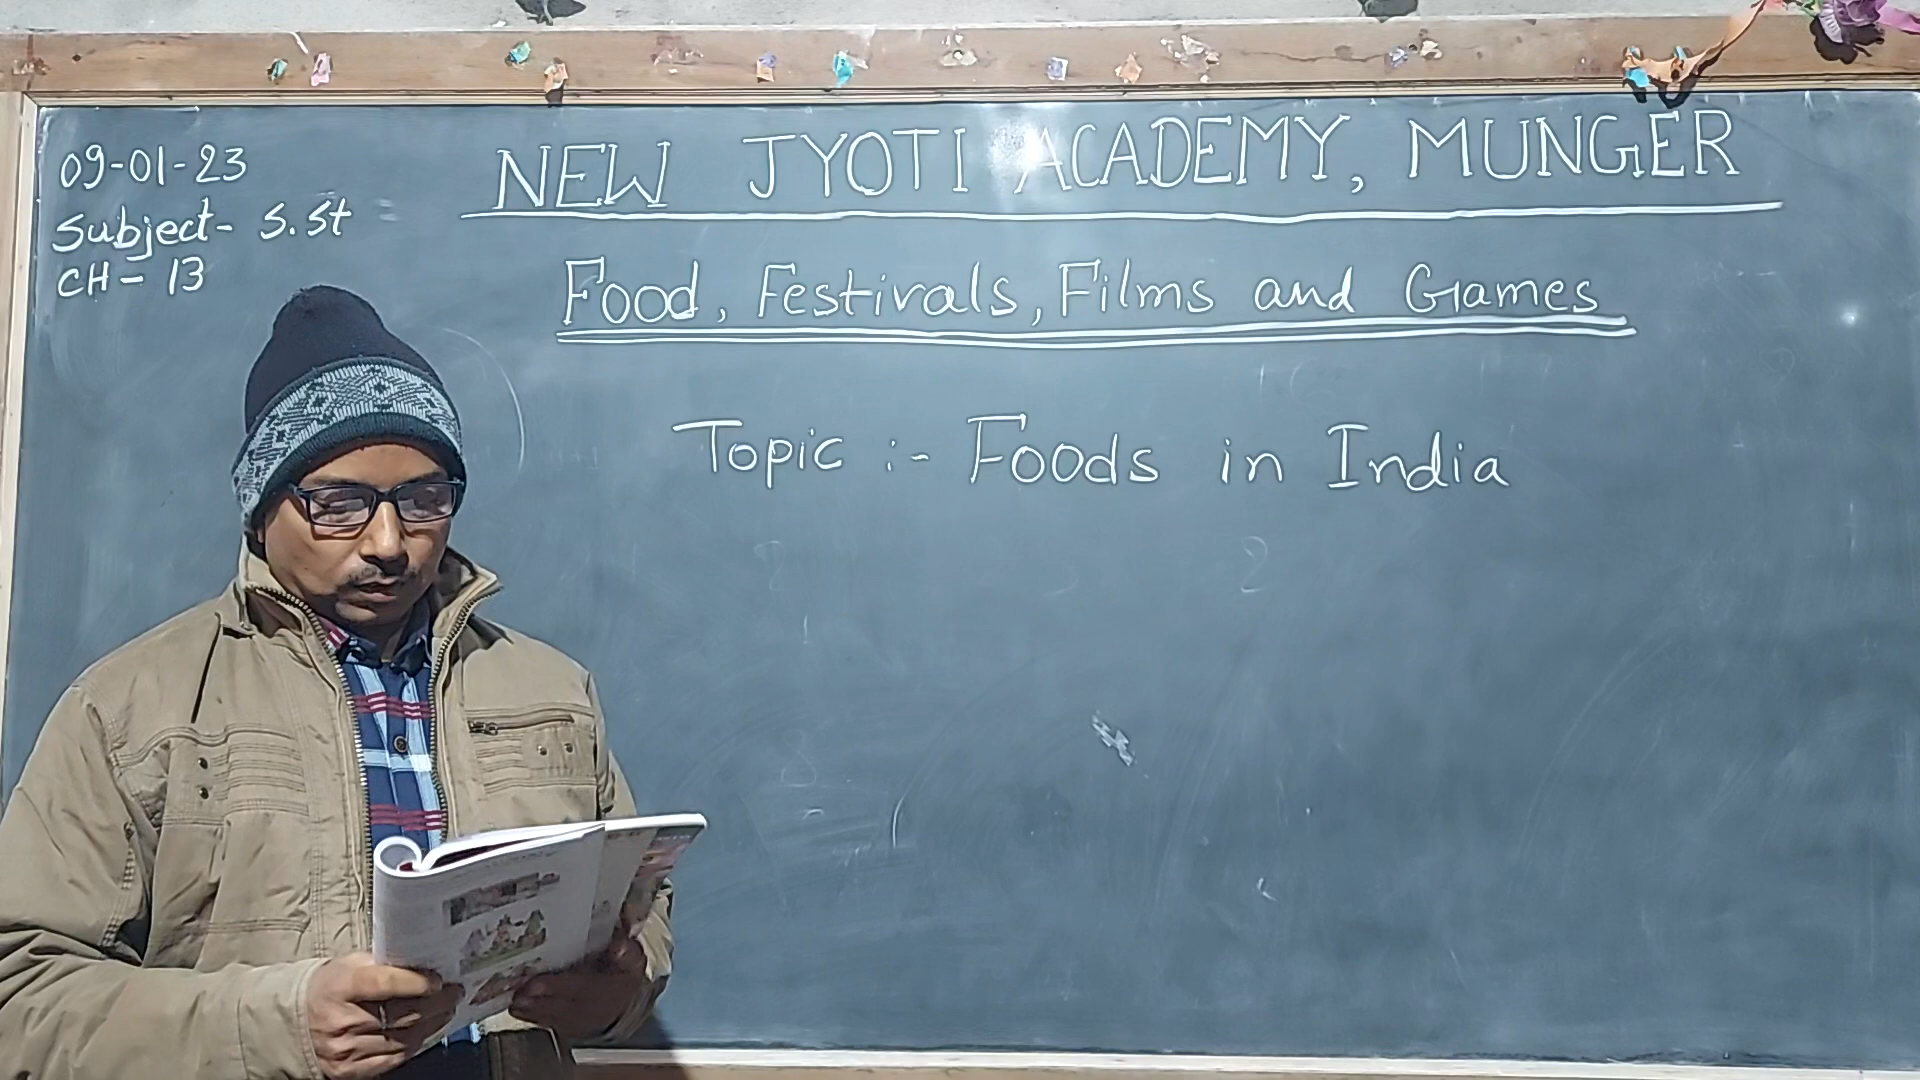 09-01-23
Subject- S.St
CH- 13
NEW JYOTI ACADEMY, MUNGER
Food, Festivals, Films and Games
Topic :- Foods in India